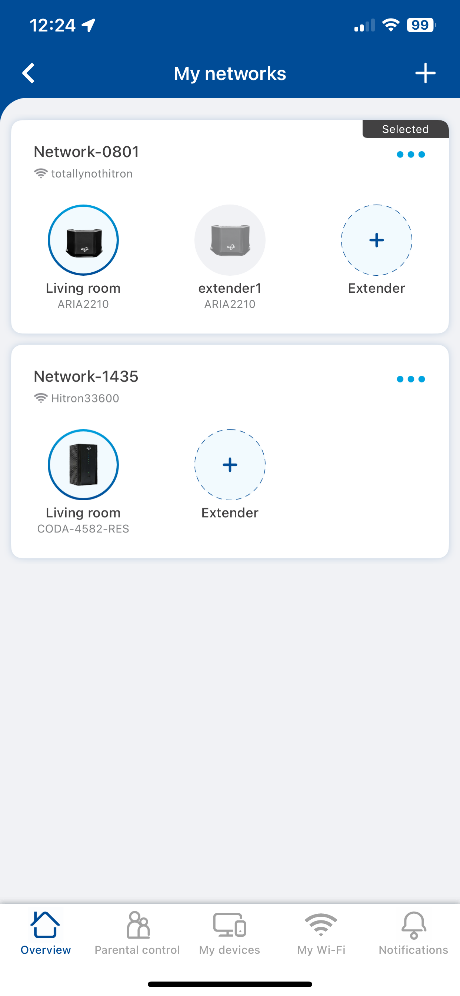 12:24
99
My networks
Selected
Network-0801
totallynothitron
Living room
ARIA2210
extender1
ARIA2210
Extender
Network-1435
Hitron33600
Living room
CODA-4582-RES
Extender
Overview
Parental control
My devices
My Wi-Fi
Notifications